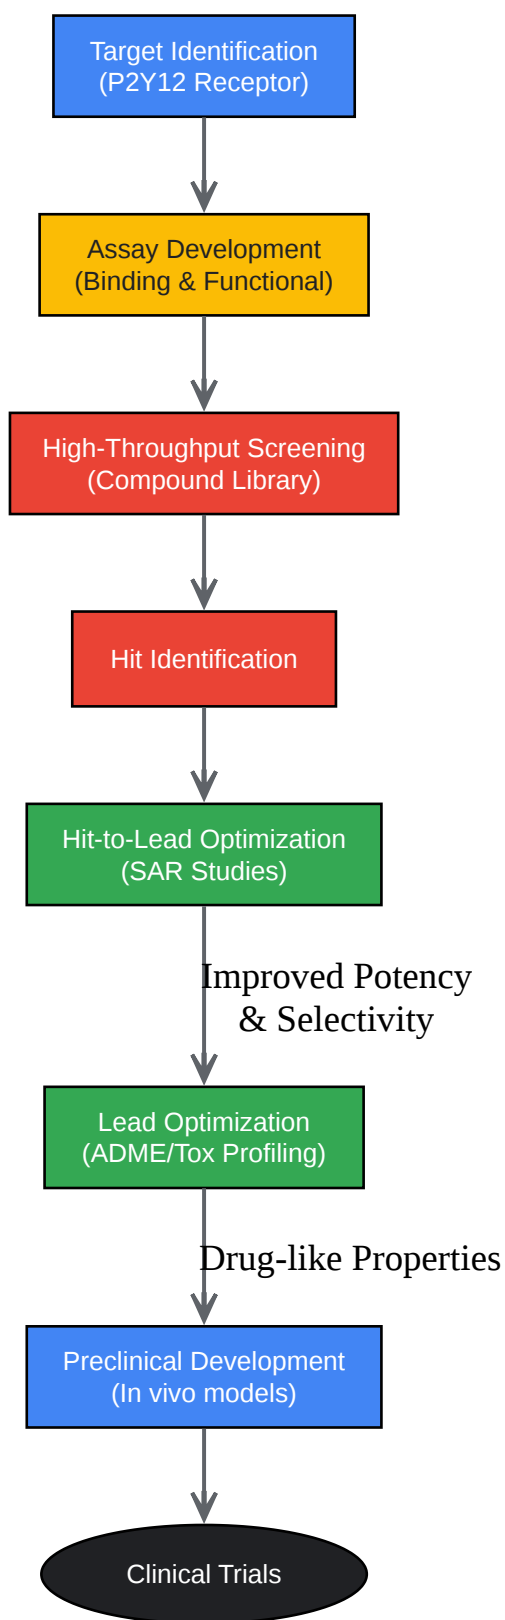 Target Identification
(P2Y12 Receptor)
Assay Development
(Binding & Functional)
High-Throughput Screening
(Compound Library)
Hit Identification
Hit-to-Lead Optimization
(SAR Studies)
Improved Potency
& Selectivity
Lead Optimization
(ADME/Tox Profiling)
Drug-like Properties
Preclinical Development
(In vivo models)
Clinical Trials